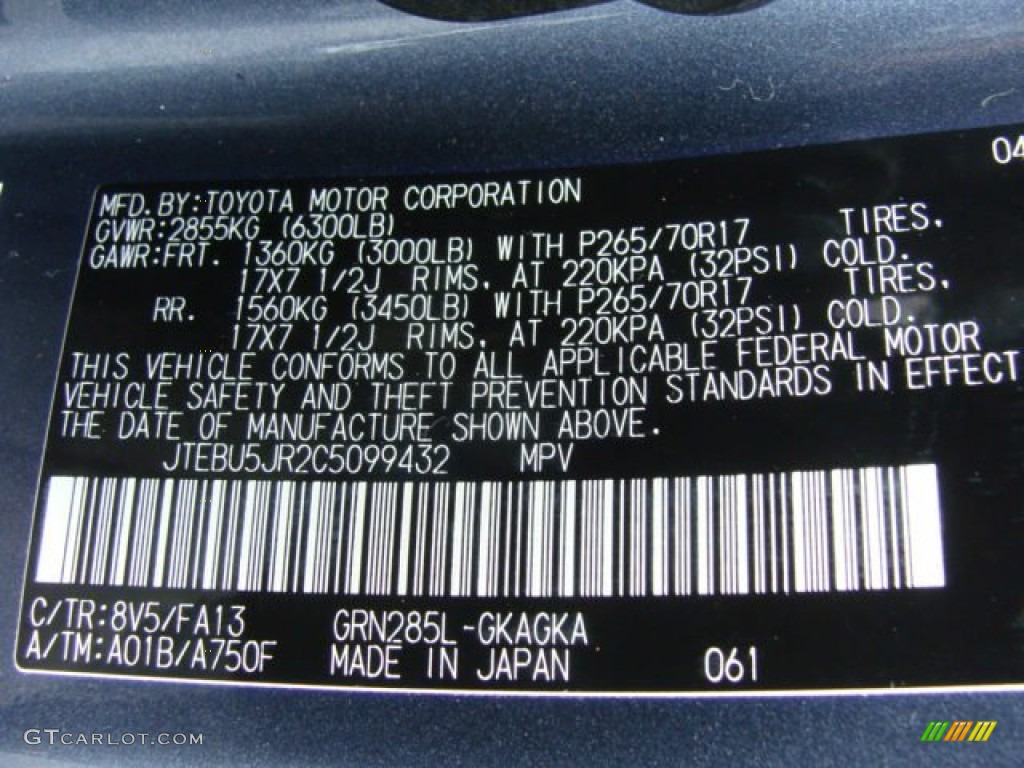 04
MFD.BY:TOYOTA MOTOR CORPORATION
GVWR:2855KG (6300LB)
GAWR:FRT. 1360KG (3000LB) WITH P265/70R17 TIRES,
17X7 1/2J RIMS, AT 220KPA (32PSI) COLD.
RR. 1560KG (3450LB) WITH P265/70R17 TIRES,
17X7 1/2J RIMS, AT 220KPA (32PSI) COLD.
THIS VEHICLE CONFORMS TO ALL APPLICABLE FEDERAL MOTOR
VEHICLE SAFETY AND THEFT PREVENTION STANDARDS IN EFFECT
THE DATE OF MANUFACTURE SHOWN ABOVE.
JTEBU5JR2C5099432 MPV
C/TR:8V5/FA13 GRN285L-GKAGKA
A/TM:A01B/A750F MADE IN JAPAN 061
GTCARLOT.COM